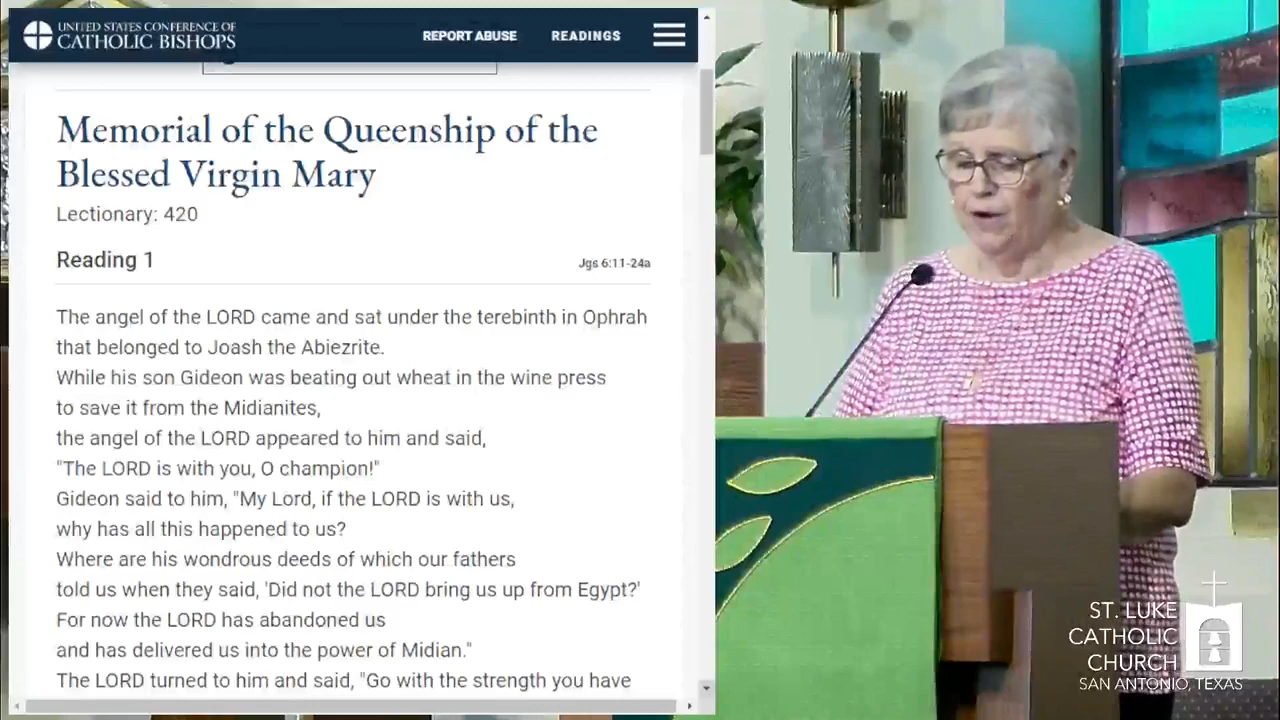 UNITED STATES CONFERENCE OF
CATHOLIC BISHOPS
REPORT ABUSE
READINGS
Memorial of the Queenship of the
Blessed Virgin Mary
Lectionary: 420
Reading 1
Jgs 6:11-24a
The angel of the LORD came and sat under the terebinth in Ophrah
that belonged to Joash the Abiezrite.
While his son Gideon was beating out wheat in the wine press
to save it from the Midianites,
the angel of the LORD appeared to him and said,
"The LORD is with you, O champion!"
Gideon said to him, "My Lord, if the LORD is with us,
why has all this happened to us?
Where are his wondrous deeds of which our fathers
told us when they said, 'Did not the LORD bring us up from Egypt?'
For now the LORD has abandoned us
and has delivered us into the power of Midian."
The LORD turned to him and said, "Go with the strength you have
ST. LUKE
CATHOLIC
CHURCH
SAN ANTONIO, TEXAS